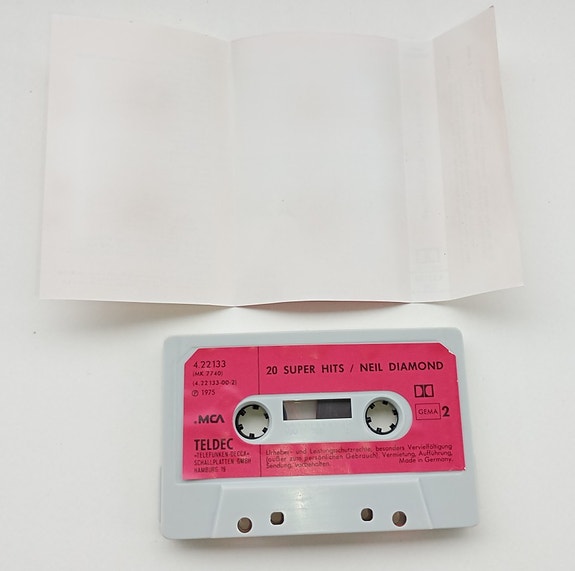 4.22133
(MK 7740)
(4.22133-00-2)
℗ 1975
20 SUPER HITS / NEIL DIAMOND
MCA
GEMA 2
TELDEC
»TELEFUNKEN-DECCA«
SCHALLPLATTEN GMBH
HAMBURG 19
Urheber- und Leistungsschutzrechte, besonders Vervielfältigung
(außer zum persönlichen Gebrauch), Vermietung, Aufführung,
Sendung, vorbehalten. Made in Germany.